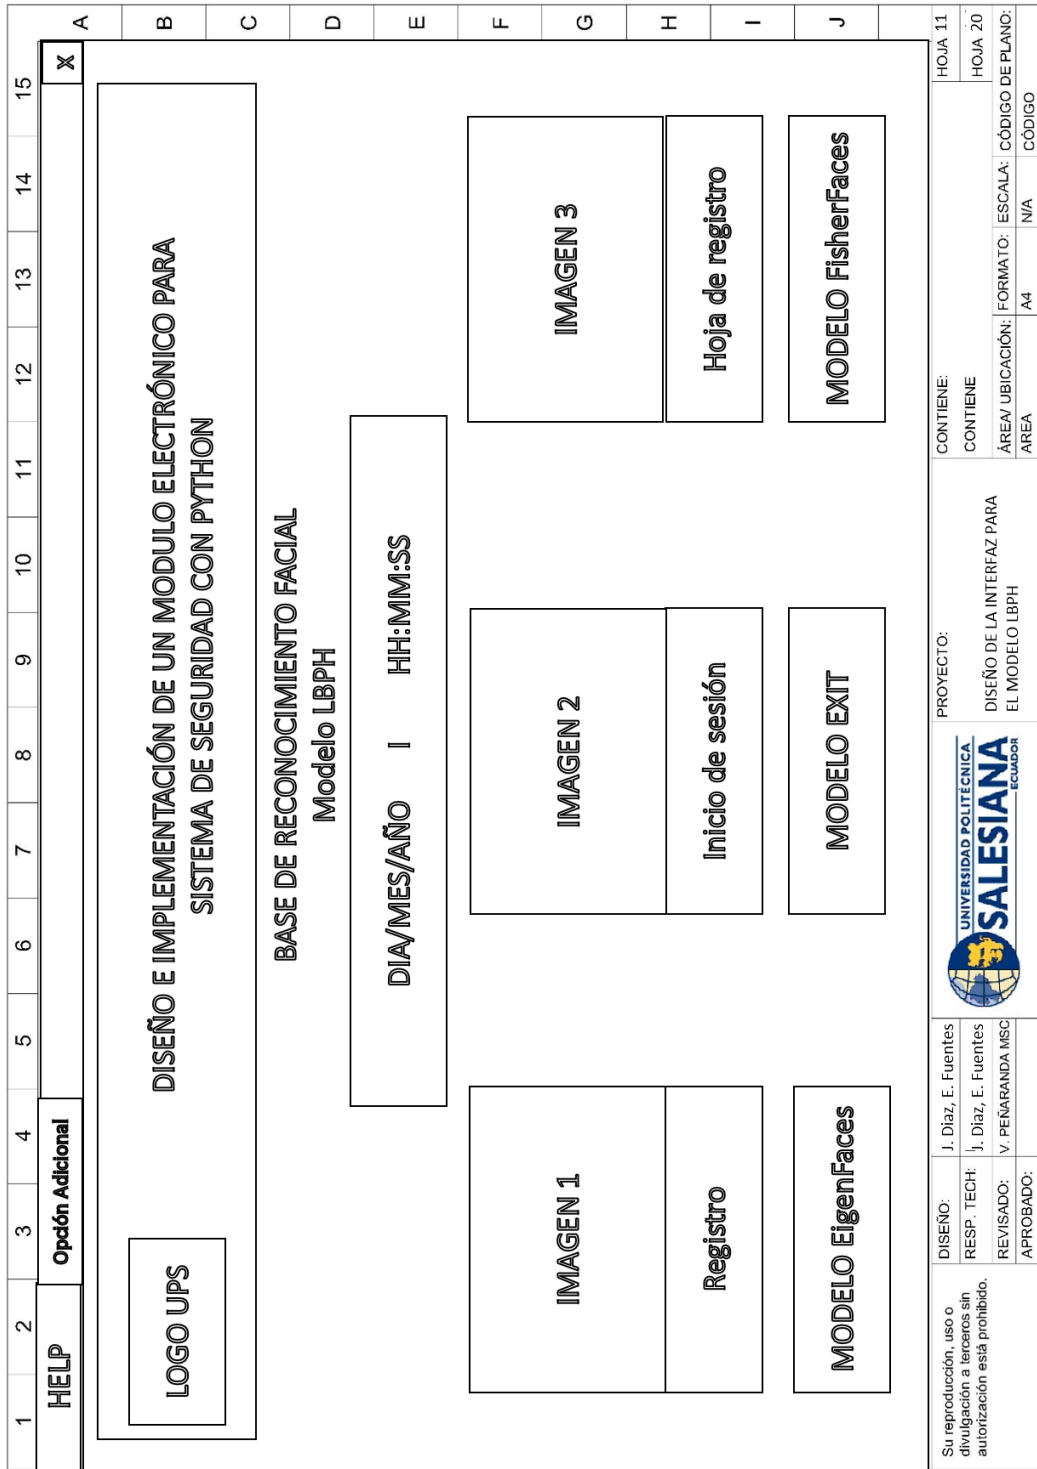 1 2 3 4 5 6 7 8 9 10 11 12 13 14 15
HELP
Opción Adicional
X
A
B
C
D
E
F
G
H
I
J
LOGO UPS
DISEÑO E IMPLEMENTACIÓN DE UN MODULO ELECTRÓNICO PARA
SISTEMA DE SEGURIDAD CON PYTHON
BASE DE RECONOCIMIENTO FACIAL
Modelo LBPH
DIA/MES/AÑO | HH:MM:SS
IMAGEN 1
IMAGEN 2
IMAGEN 3
Registro
Inicio de sesión
Hoja de registro
MODELO EigenFaces
MODELO EXIT
MODELO FisherFaces
Su reproducción, uso o
divulgación a terceros sin
autorización está prohibido.
DISEÑO: J. Diaz, E. Fuentes
RESP. TECH: J. Diaz, E. Fuentes
REVISADO: V. PEÑARANDA MSC
APROBADO:
UNIVERSIDAD POLITÉCNICA
SALESIANA
ECUADOR
PROYECTO:
DISEÑO DE LA INTERFAZ PARA
EL MODELO LBPH
CONTIENE:
CONTIENE
HOJA 11
HOJA 20
ÁREA/ UBICACIÓN: FORMATO: ESCALA: CÓDIGO DE PLANO:
AREA A4 N/A CÓDIGO